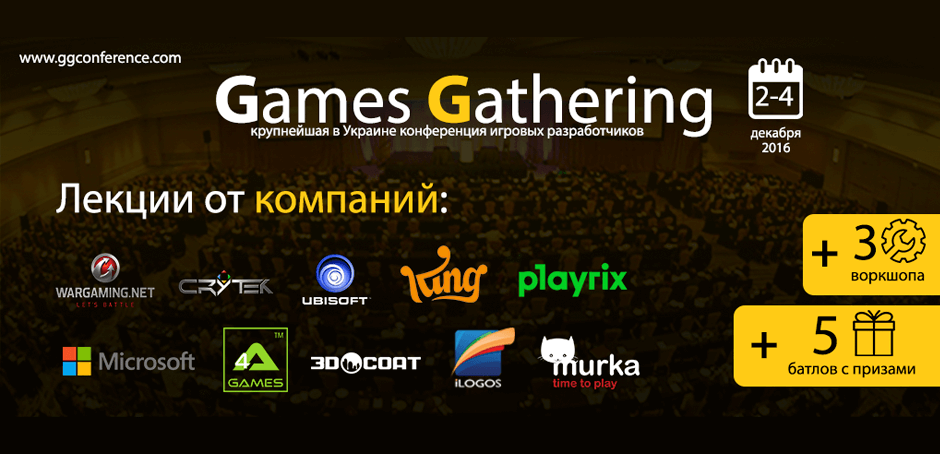 www.ggconference.com
Games Gathering
крупнейшая в Украине конференция игровых разработчиков
2-4
декабря
2016
Лекции от компаний:
WARGAMING.NET
LET'S BATTLE
CRYTEK
UBISOFT
King
playrix
+ 3
воркшопа
Microsoft
4A
GAMES
TM
3D COAT
iLOGOS
murka
time to play
+ 5
батлов с призами